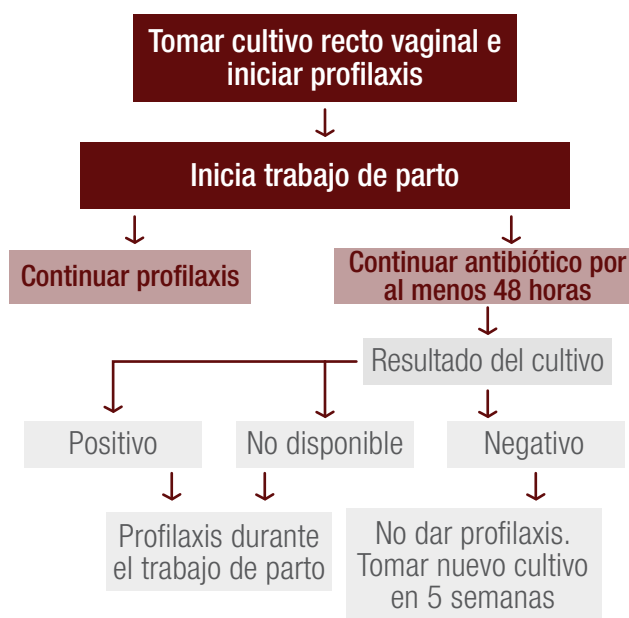 Tomar cultivo recto vaginal e
iniciar profilaxis
Inicia trabajo de parto
Continuar profilaxis
Continuar antibiótico por
al menos 48 horas
Resultado del cultivo
Positivo
No disponible
Negativo
Profilaxis durante
el trabajo de parto
No dar profilaxis.
Tomar nuevo cultivo
en 5 semanas